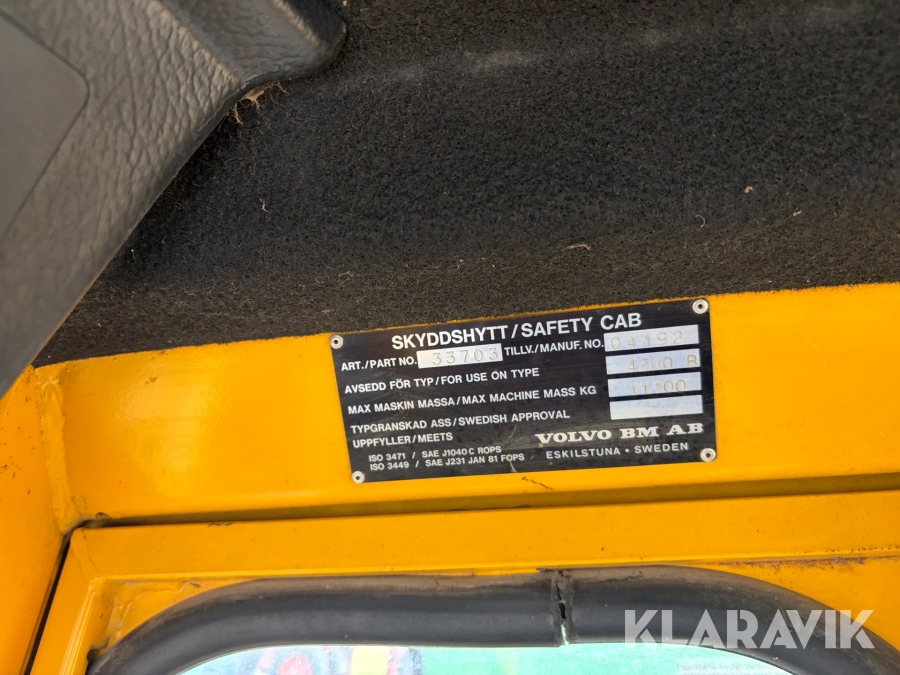 SKYDDSHYTT/SAFETY CAB
ART./PART NO. 33703 TILLV./MANUF. NO. 04192
AVSEDD FÖR TYP/FOR USE ON TYPE 4200 B
MAX MASKIN MASSA/MAX MACHINE MASS KG 11200
TYPGRANSKAD ASS/SWEDISH APPROVAL
UPPFYLLER/MEETS
VOLVO BM AB
ISO 3471 / SAE J1040 C ROPS
ESKILSTUNA • SWEDEN
ISO 3449 / SAE J231 JAN 81 FOPS
KLARAVIK